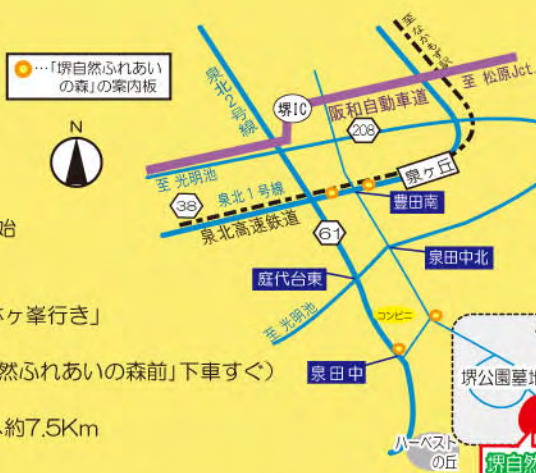 …「堺自然ふれあい
の森」の案内板
N
始
ヶ峯行き」
然ふれあいの森前」下車すぐ）
約7.5Km
泉北2号線
堺IC
阪和自動車道
至 なかもず駅
至 松原Jct.
208
至 光明池
泉北1号線
泉ヶ丘
38
泉北高速鉄道
豊田南
61
泉田中北
庭代台東
至 光明池
コンビニ
泉田中
堺公園墓地
ハーベスト
の丘
堺自然